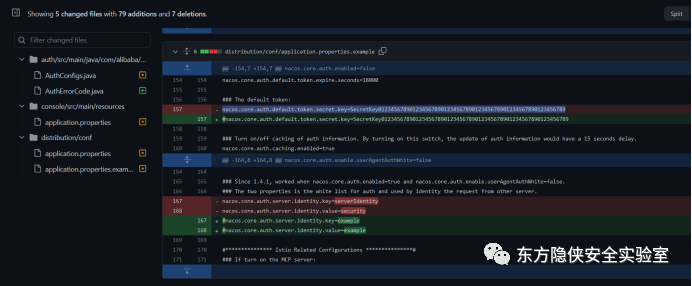 Showing 5 changed files with 79 additions and 7 deletions.
Split
Filter changed files
auth/src/main/java/com/alibaba/...
AuthConfigs.java
AuthErrorCode.java
console/src/main/resources
application.properties
distribution/conf
application.properties
application.properties.exam...
6 distribution/conf/application.properties.example
@@ -154,7 +154,7 @@ nacos.core.auth.enabled=false
154 154 nacos.core.auth.default.token.expire.seconds=18000
155 155
156 156 ### The default token:
157 - nacos.core.auth.default.token.secret.key=SecretKey012345678901234567890123456789012345678901234567890123456789
157 + #nacos.core.auth.default.token.secret.key=SecretKey012345678901234567890123456789012345678901234567890123456789
158 158
159 159 ### Turn on/off caching of auth information. By turning on this switch, the update of auth information would have a 15 seconds delay.
160 160 nacos.core.auth.caching.enabled=true
@@ -164,8 +164,8 @@ nacos.core.auth.enable.userAgentAuthWhite=false
164 164
165 165 ### Since 1.4.1, worked when nacos.core.auth.enabled=true and nacos.core.auth.enable.userAgentAuthWhite=false.
166 166 ### The two properties is the white list for auth and used by identity the request from other server.
167 - nacos.core.auth.server.identity.key=serverIdentity
168 - nacos.core.auth.server.identity.value=security
167 + #nacos.core.auth.server.identity.key=example
168 + #nacos.core.auth.server.identity.value=example
169 169
170 170 #*************** Istio Related Configurations ***************#
171 171 ### If turn on the MCP server:
东方隐侠安全实验室